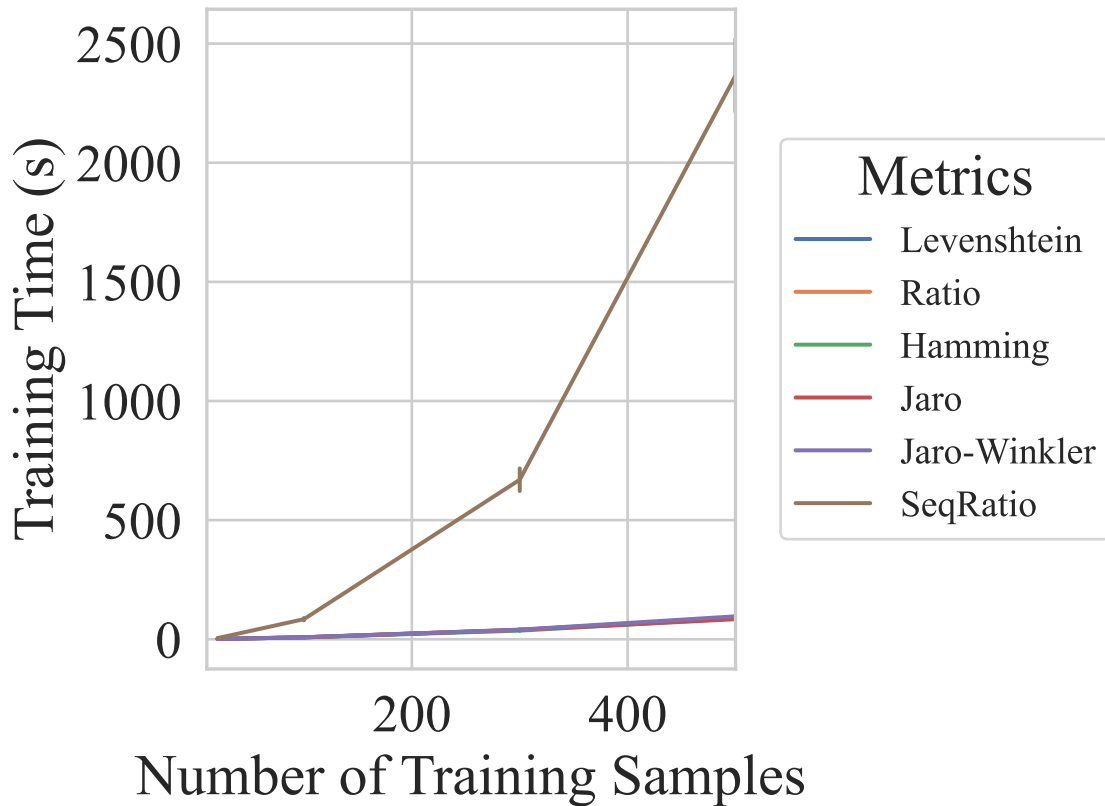 2500
2000
1500
1000
500
0
Training Time (s)
200 400
Number of Training Samples
Metrics
Levenshtein
Ratio
Hamming
Jaro
Jaro-Winkler
SeqRatio